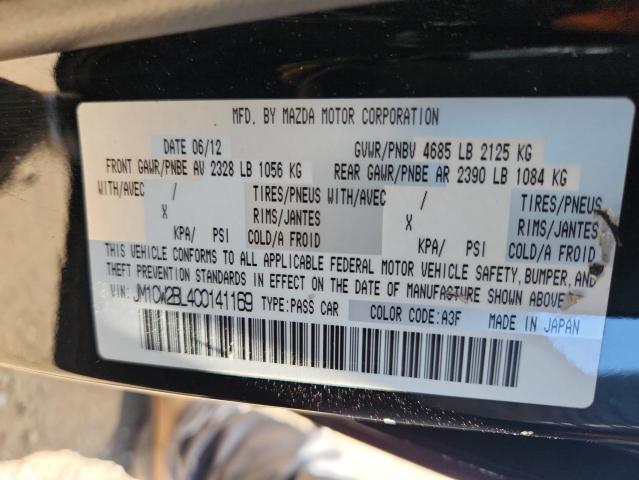 MFD. BY MAZDA MOTOR CORPORATION
DATE 06/12 GVWR/PNBV 4685 LB 2125 KG
FRONT GAWR/PNBE AV 2328 LB 1056 KG REAR GAWR/PNBE AR 2390 LB 1084 KG
WITH/AVEC / TIRES/PNEUS WITH/AVEC / TIRES/PNEUS
X RIMS/JANTES X RIMS/JANTES
KPA/ PSI COLD/A FROID KPA/ PSI COLD/A FROID
THIS VEHICLE CONFORMS TO ALL APPLICABLE FEDERAL MOTOR VEHICLE SAFETY, BUMPER, AND
THEFT PREVENTION STANDARDS IN EFFECT ON THE DATE OF MANUFACTURE SHOWN ABOVE.
VIN: JM1CW2BL4C0141169 TYPE:PASS CAR COLOR CODE:A3F MADE IN JAPAN